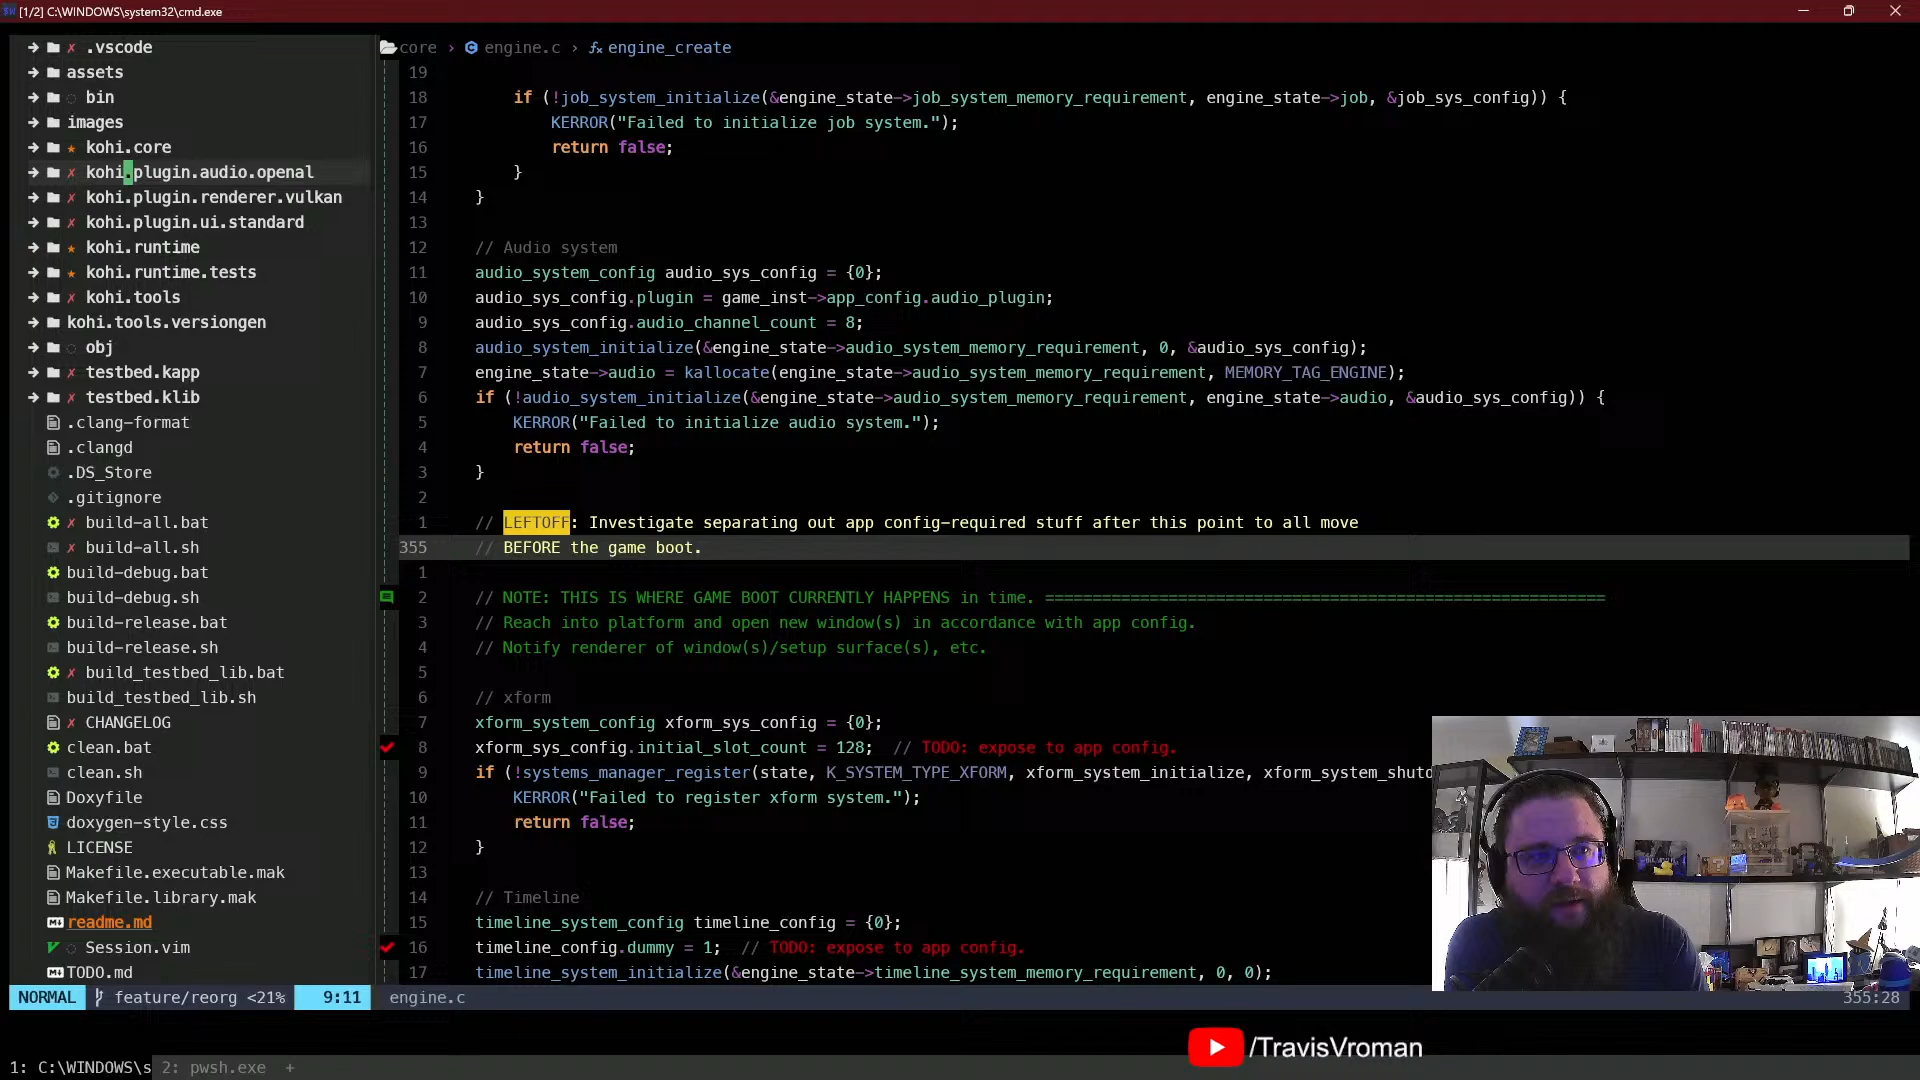 [1/2] C:\WINDOWS\system32\cmd.exe
→ ✗ .vscode
→ assets
→ bin
→ images
→ ★ kohi.core
→ ✗ kohi.plugin.audio.openal
→ ✗ kohi.plugin.renderer.vulkan
→ ✗ kohi.plugin.ui.standard
→ ★ kohi.runtime
→ ★ kohi.runtime.tests
→ ✗ kohi.tools
→ kohi.tools.versiongen
→ obj
→ ✗ testbed.kapp
→ ✗ testbed.klib
.clang-format
.clangd
.DS_Store
.gitignore
✗ build-all.bat
✗ build-all.sh
build-debug.bat
build-debug.sh
build-release.bat
build-release.sh
✗ build_testbed_lib.bat
build_testbed_lib.sh
✗ CHANGELOG
clean.bat
clean.sh
Doxyfile
doxygen-style.css
LICENSE
Makefile.executable.mak
Makefile.library.mak
readme.md
Session.vim
TODO.md
core › engine.c › engine_create
19
18 if (!job_system_initialize(&engine_state->job_system_memory_requirement, engine_state->job, &job_sys_config)) {
17 KERROR("Failed to initialize job system.");
16 return false;
15 }
14 }
13
12 // Audio system
11 audio_system_config audio_sys_config = {0};
10 audio_sys_config.plugin = game_inst->app_config.audio_plugin;
9 audio_sys_config.audio_channel_count = 8;
8 audio_system_initialize(&engine_state->audio_system_memory_requirement, 0, &audio_sys_config);
7 engine_state->audio = kallocate(engine_state->audio_system_memory_requirement, MEMORY_TAG_ENGINE);
6 if (!audio_system_initialize(&engine_state->audio_system_memory_requirement, engine_state->audio, &audio_sys_config)) {
5 KERROR("Failed to initialize audio system.");
4 return false;
3 }
2
1 // LEFTOFF: Investigate separating out app config-required stuff after this point to all move
355 // BEFORE the game boot.
1
2 // NOTE: THIS IS WHERE GAME BOOT CURRENTLY HAPPENS in time. ===========================================================
3 // Reach into platform and open new window(s) in accordance with app config.
4 // Notify renderer of window(s)/setup surface(s), etc.
5
6 // xform
7 xform_system_config xform_sys_config = {0};
8 xform_sys_config.initial_slot_count = 128; // TODO: expose to app config.
9 if (!systems_manager_register(state, K_SYSTEM_TYPE_XFORM, xform_system_initialize, xform_system_shutd
10 KERROR("Failed to register xform system.");
11 return false;
12 }
13
14 // Timeline
15 timeline_system_config timeline_config = {0};
16 timeline_config.dummy = 1; // TODO: expose to app config.
17 timeline_system_initialize(&engine_state->timeline_system_memory_requirement, 0, 0);
NORMAL feature/reorg <21% 9:11 engine.c 355:28
/TravisVroman
1: C:\WINDOWS\s 2: pwsh.exe +